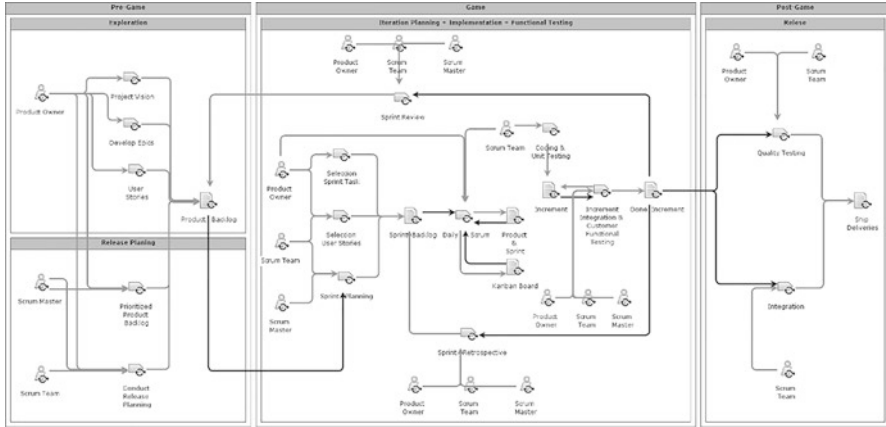 Pre-Game
Game
Post-Game
Exploration
Iteration Planning - Implementation - Functional Testing
Relese
Product
Owner
Scrum
Team
Scrum
Master
Product
Owner
Scrum
Team
Product Owner
Project Vision
Sprint Review
Develop Epics
Scrum Team
Coding &
Unit Testing
Quality Testing
User
Stories
Product
Owner
Selection
Sprint Task
Product Backlog
Increment
Increment
Integration &
Customer
Functional
Testing
Done Increment
Ship
Deliveries
Release Planing
Scrum Team
Selection
User Stories
Sprint Backlog
Daily Scrum
Product
&
Sprint
Scrum Master
Prioritized
Product
Backlog
Scrum
Master
Sprint Planning
Kanban Board
Product
Owner
Scrum
Team
Scrum
Master
Integration
Sprint Retrospective
Scrum Team
Conduct
Release
Planning
Product
Owner
Scrum
Team
Scrum
Master
Scrum
Team